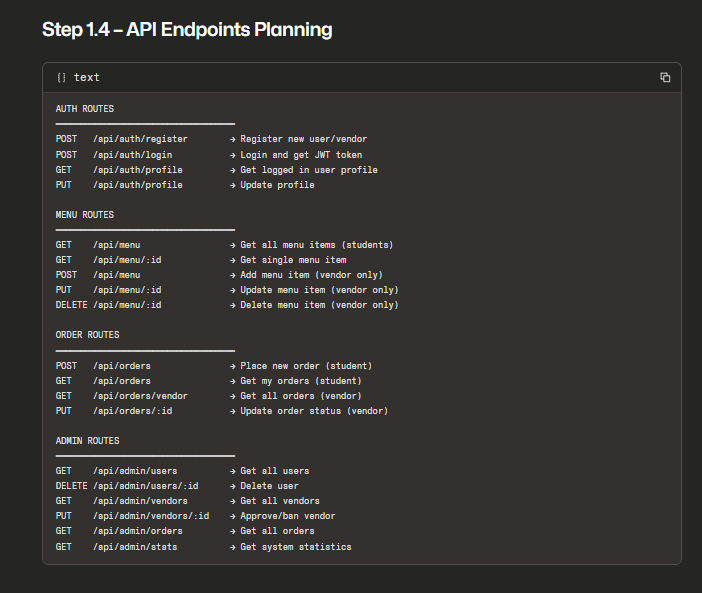 Step 1.4 – API Endpoints Planning
{} text
AUTH ROUTES
POST /api/auth/register → Register new user/vendor
POST /api/auth/login → Login and get JWT token
GET /api/auth/profile → Get logged in user profile
PUT /api/auth/profile → Update profile
MENU ROUTES
GET /api/menu → Get all menu items (students)
GET /api/menu/:id → Get single menu item
POST /api/menu → Add menu item (vendor only)
PUT /api/menu/:id → Update menu item (vendor only)
DELETE /api/menu/:id → Delete menu item (vendor only)
ORDER ROUTES
POST /api/orders → Place new order (student)
GET /api/orders → Get my orders (student)
GET /api/orders/vendor → Get all orders (vendor)
PUT /api/orders/:id → Update order status (vendor)
ADMIN ROUTES
GET /api/admin/users → Get all users
DELETE /api/admin/users/:id → Delete user
GET /api/admin/vendors → Get all vendors
PUT /api/admin/vendors/:id → Approve/ban vendor
GET /api/admin/orders → Get all orders
GET /api/admin/stats → Get system statistics